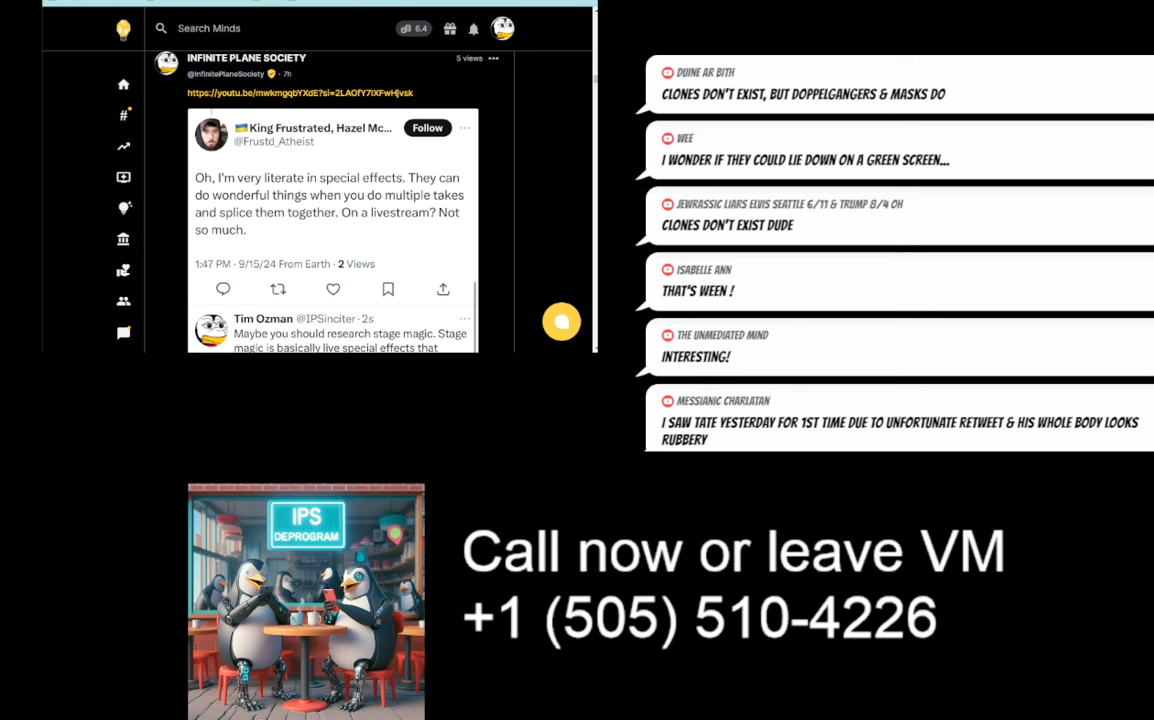 Search Minds
6.4
INFINITE PLANE SOCIETY
5 views
@InfinitePlaneSociety · 7h
https://youtu.be/mwkmgqbYXdE?si=2LAOfY7IXFwHjvsk
King Frustrated, Hazel Mc...
Follow
@Frustd_Atheist
Oh, I'm very literate in special effects. They can
do wonderful things when you do multiple takes
and splice them together. On a livestream? Not
so much.
1:47 PM · 9/15/24 From Earth · 2 Views
Tim Ozman @IPSinciter · 2s
Maybe you should research stage magic. Stage
magic is basically live special effects that
DUINE AR BITH
CLONES DON'T EXIST, BUT DOPPELGANGERS & MASKS DO
WEE
I WONDER IF THEY COULD LIE DOWN ON A GREEN SCREEN...
JEWRASSIC LIARS ELVIS SEATTLE 6/11 & TRUMP 8/4 OH
CLONES DON'T EXIST DUDE
ISABELLE ANN
THAT'S WEEN !
THE UNMEDIATED MIND
INTERESTING!
MESSIANIC CHARLATAN
I SAW TATE YESTERDAY FOR 1ST TIME DUE TO UNFORTUNATE RETWEET & HIS WHOLE BODY LOOKS
RUBBERY
IPS
DEPROGRAM
Call now or leave VM
+1 (505) 510-4226